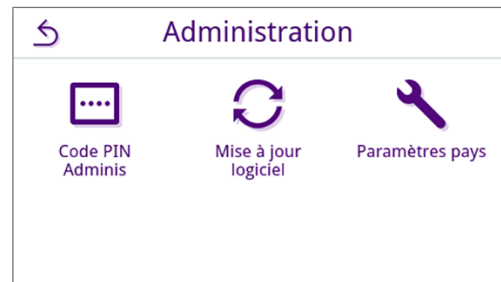 Administration
Code PIN
Adminis
Mise à jour
logiciel
Paramètres pays